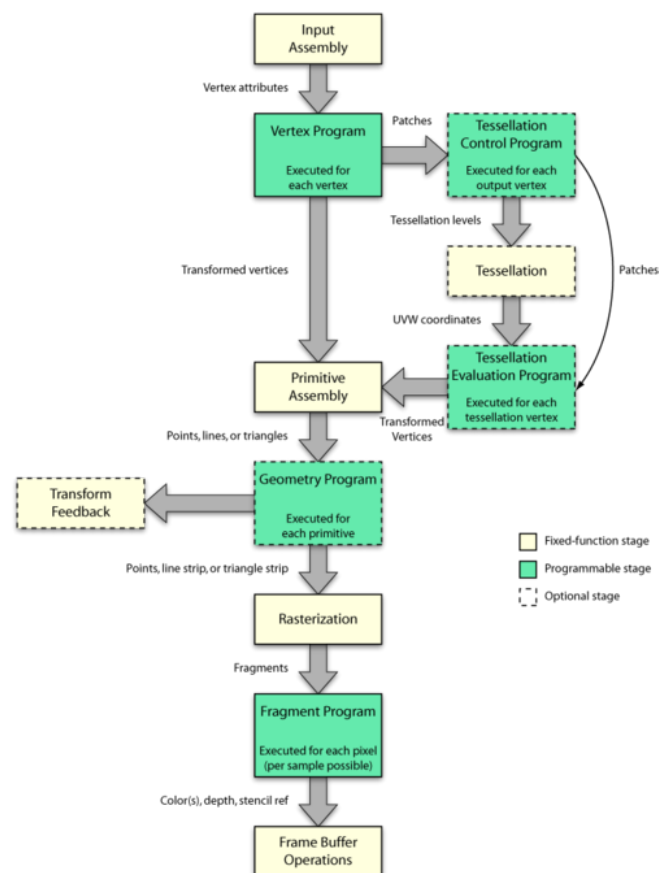 Input
Assembly
Vertex attributes
Vertex Program
Executed for
each vertex
Patches
Tessellation
Control Program
Executed for each
output vertex
Tessellation levels
Transformed vertices
Tessellation
Patches
UVW coordinates
Primitive
Assembly
Tessellation
Evaluation Program
Executed for each
tessellation vertex
Transformed
Vertices
Points, lines, or triangles
Transform
Feedback
Geometry Program
Executed for
each primitive
Fixed-function stage
Programmable stage
Optional stage
Points, line strip, or triangle strip
Rasterization
Fragments
Fragment Program
Executed for each pixel
(per sample possible)
Color(s), depth, stencil ref
Frame Buffer
Operations